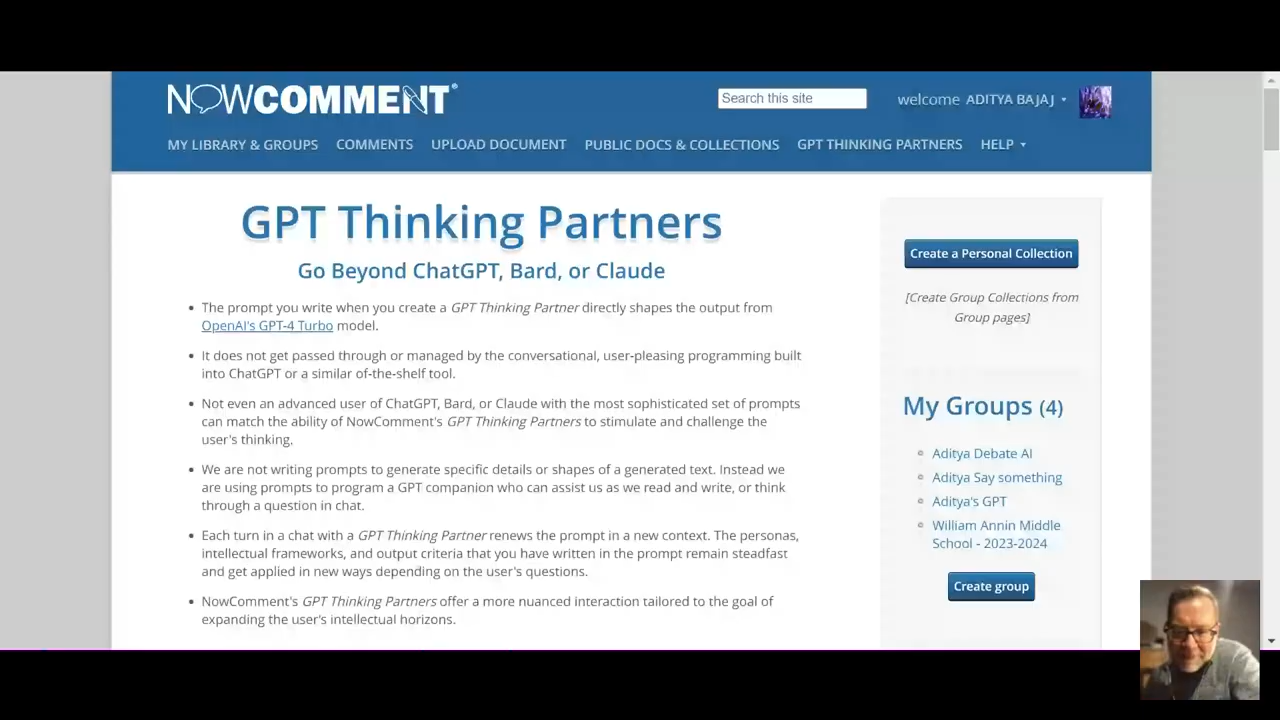 NOWCOMMENT®
welcome ADITYA BAJAJ
Search this site
MY LIBRARY & GROUPS COMMENTS UPLOAD DOCUMENT PUBLIC DOCS & COLLECTIONS GPT THINKING PARTNERS HELP
GPT Thinking Partners
Go Beyond ChatGPT, Bard, or Claude
• The prompt you write when you create a GPT Thinking Partner directly shapes the output from
OpenAI's GPT-4 Turbo model.
• It does not get passed through or managed by the conversational, user-pleasing programming built
into ChatGPT or a similar of-the-shelf tool.
• Not even an advanced user of ChatGPT, Bard, or Claude with the most sophisticated set of prompts
can match the ability of NowComment's GPT Thinking Partners to stimulate and challenge the
user's thinking.
• We are not writing prompts to generate specific details or shapes of a generated text. Instead we
are using prompts to program a GPT companion who can assist us as we read and write, or think
through a question in chat.
• Each turn in a chat with a GPT Thinking Partner renews the prompt in a new context. The personas,
intellectual frameworks, and output criteria that you have written in the prompt remain steadfast
and get applied in new ways depending on the user's questions.
• NowComment's GPT Thinking Partners offer a more nuanced interaction tailored to the goal of
expanding the user's intellectual horizons.
Create a Personal Collection
[Create Group Collections from
Group pages]
My Groups (4)
Aditya Debate AI
Aditya Say something
Aditya's GPT
William Annin Middle
School - 2023-2024
Create group